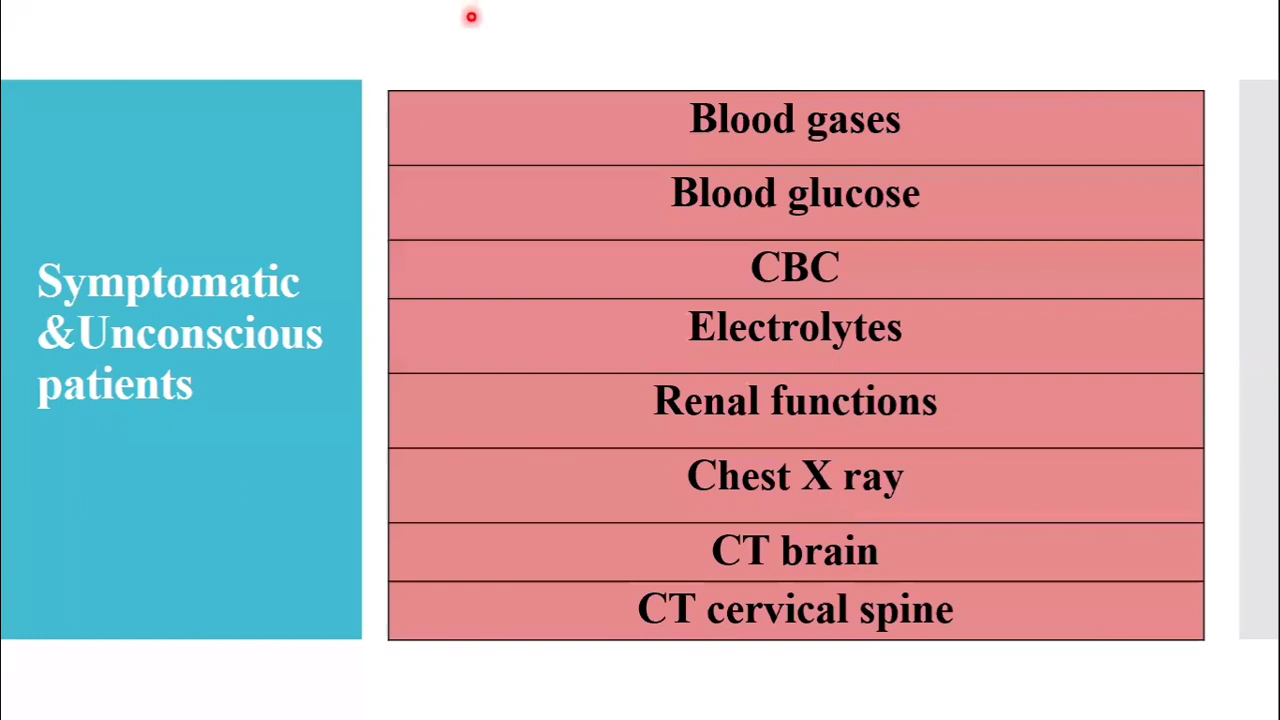 Symptomatic
&Unconscious
patients
Blood gases
Blood glucose
CBC
Electrolytes
Renal functions
Chest X ray
CT brain
CT cervical spine